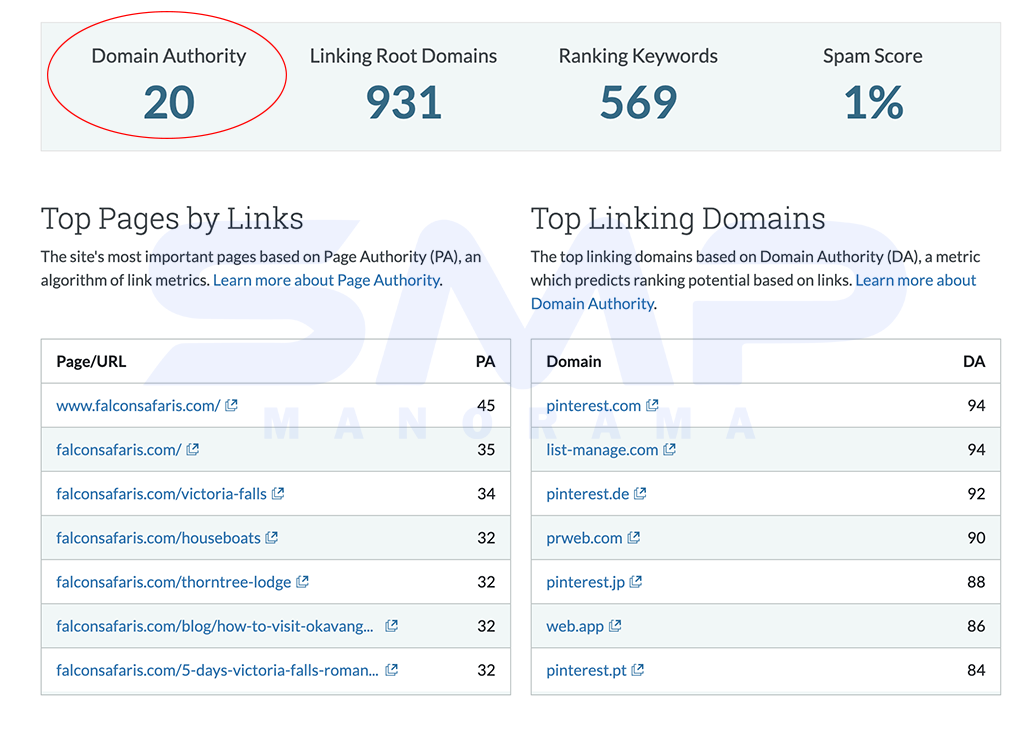 Domain Authority
20
Linking Root Domains
931
Ranking Keywords
569
Spam Score
1%
Top Pages by Links
The site's most important pages based on Page Authority (PA), an
algorithm of link metrics. Learn more about Page Authority.
Page/URL PA
www.falconsafaris.com/ 45
falconsafaris.com/ 35
falconsafaris.com/victoria-falls 34
falconsafaris.com/houseboats 32
falconsafaris.com/thorntree-lodge 32
falconsafaris.com/blog/how-to-visit-okavang... 32
falconsafaris.com/5-days-victoria-falls-roman... 32
Top Linking Domains
The top linking domains based on Domain Authority (DA), a metric
which predicts ranking potential based on links. Learn more about
Domain Authority.
Domain DA
pinterest.com 94
list-manage.com 94
pinterest.de 92
prweb.com 90
pinterest.jp 88
web.app 86
pinterest.pt 84
SMP
MANORAMA